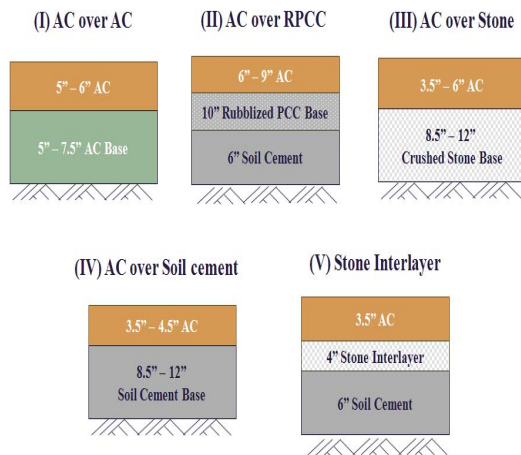 (I) AC over AC
5” – 6” AC
5” – 7.5” AC Base
(II) AC over RPCC
6” – 9” AC
10” Rubblized PCC Base
6” Soil Cement
(III) AC over Stone
3.5” – 6” AC
8.5” – 12”
Crushed Stone Base
(IV) AC over Soil cement
3.5” – 4.5” AC
8.5” – 12”
Soil Cement Base
(V) Stone Interlayer
3.5” AC
4” Stone Interlayer
6” Soil Cement